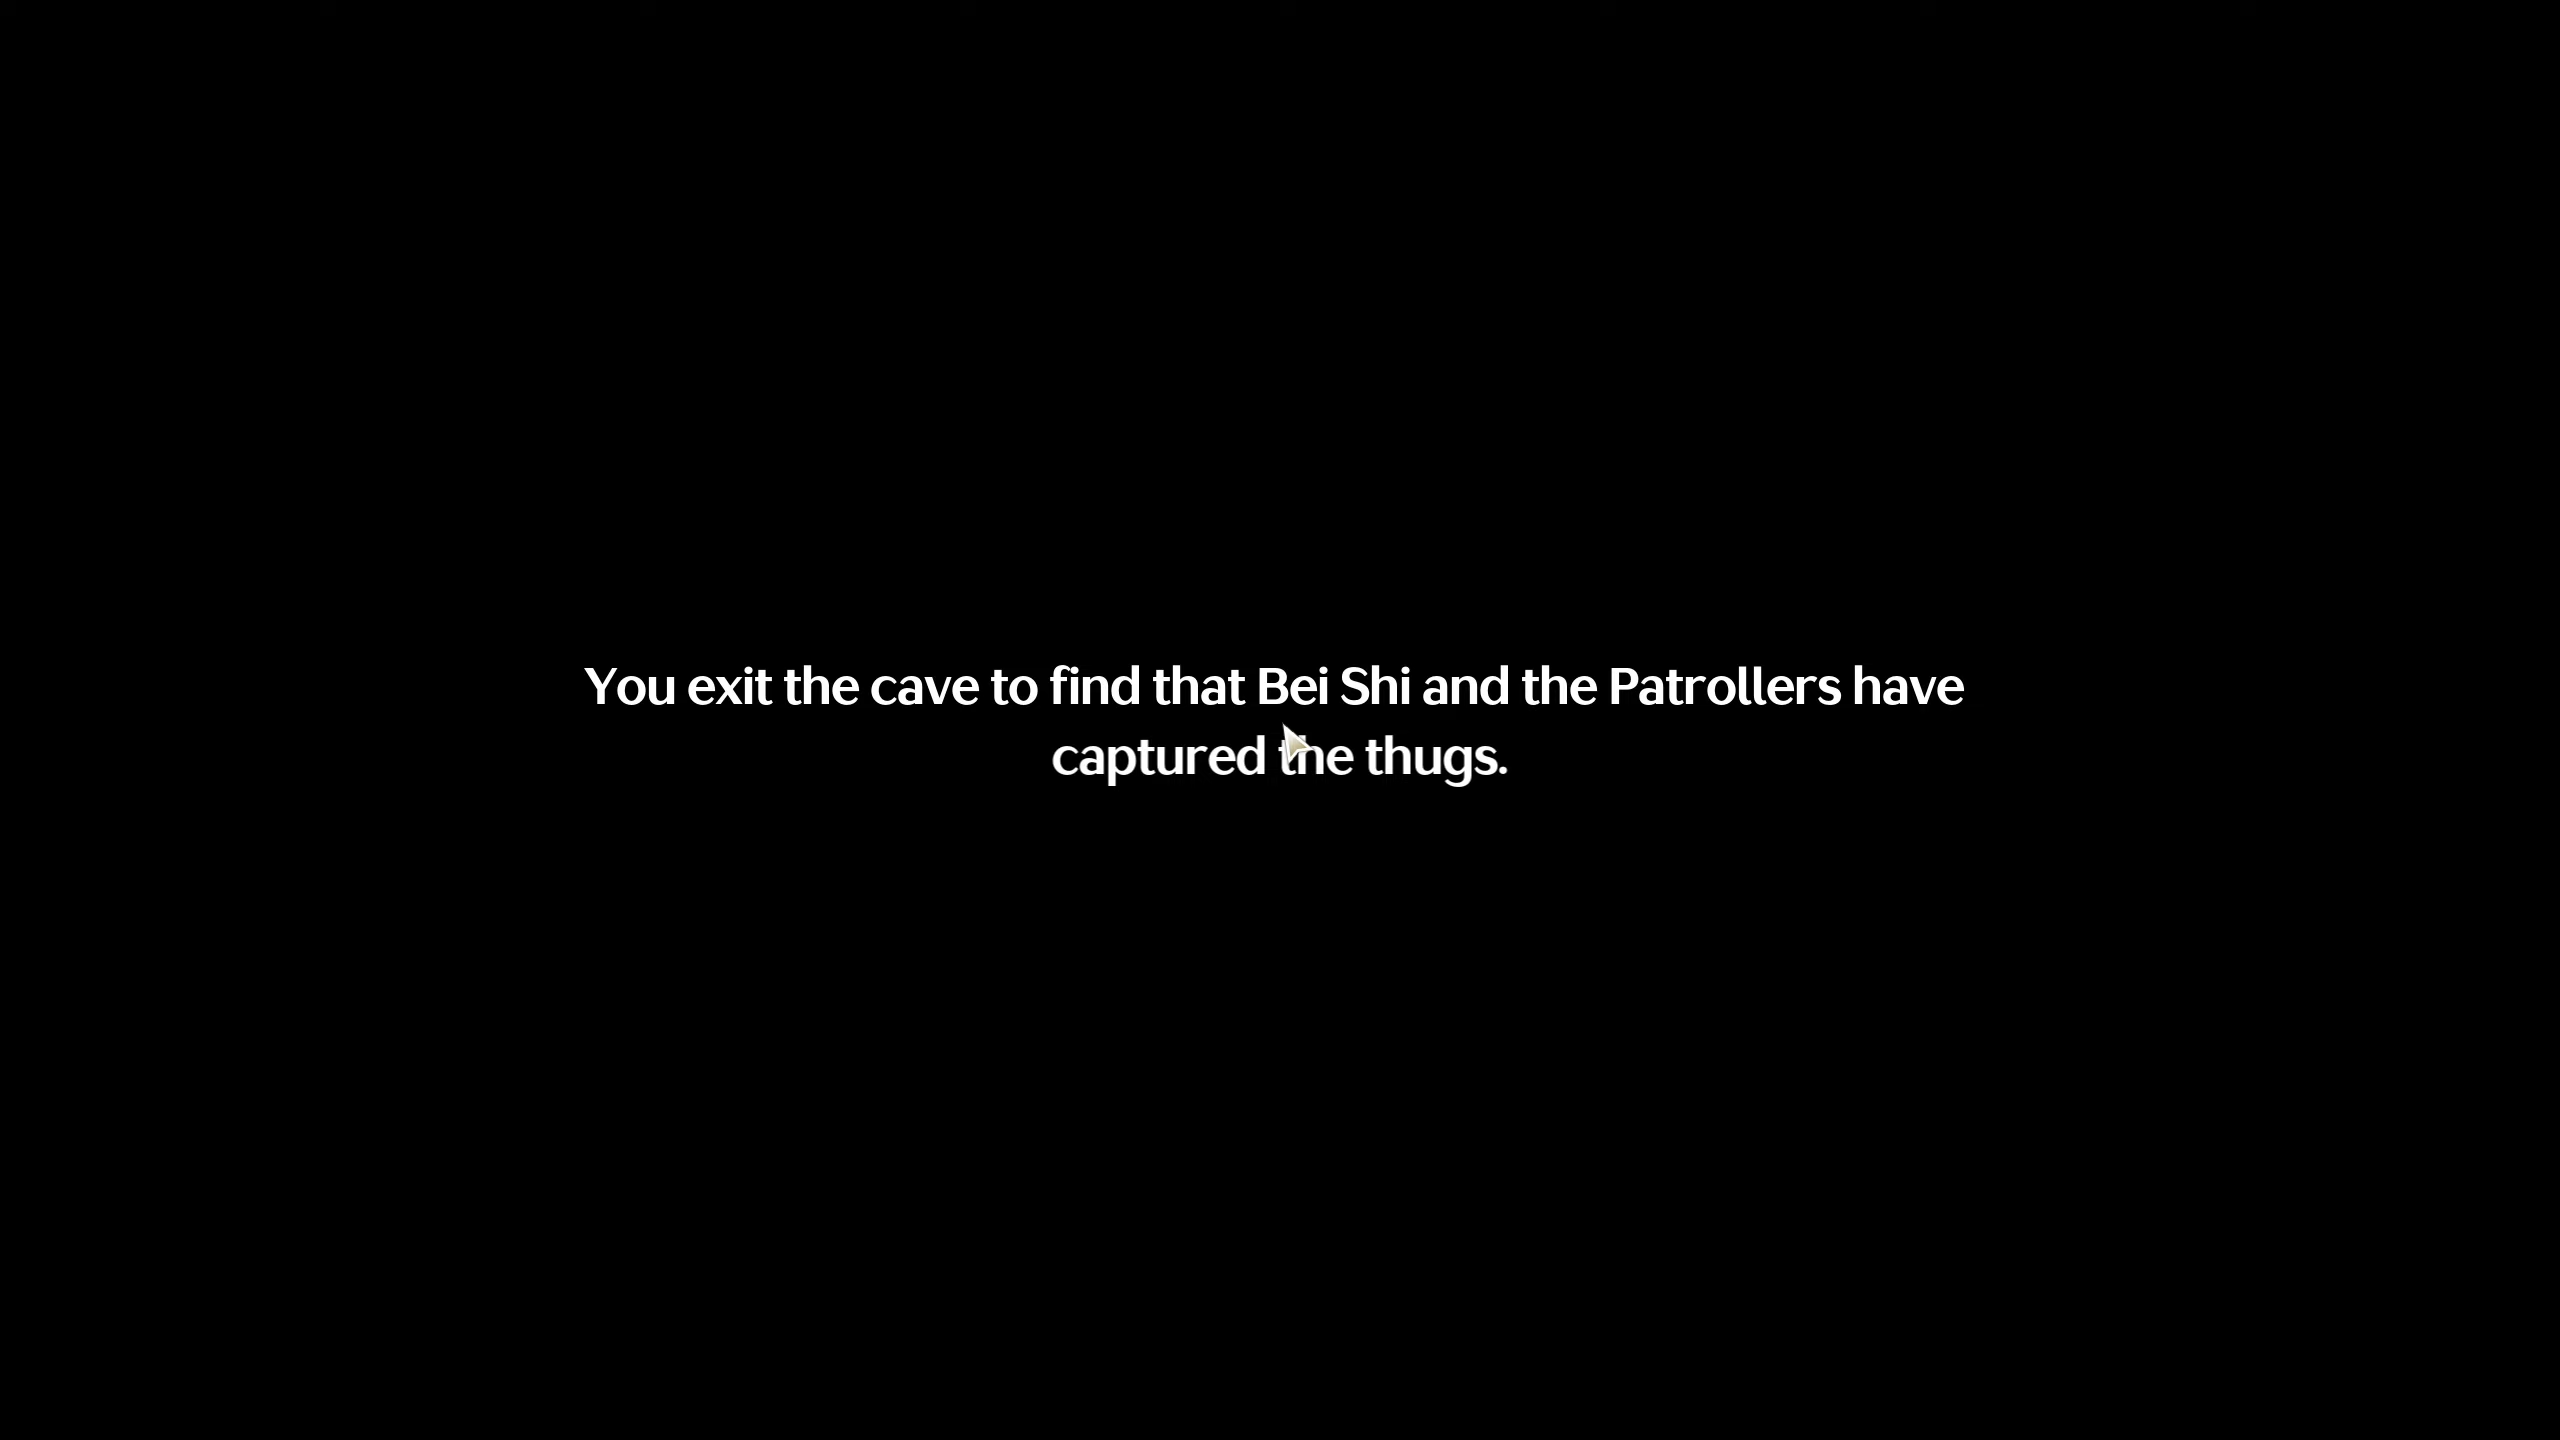 You exit the cave to find that Bei Shi and the Patrollers have
captured the thugs.